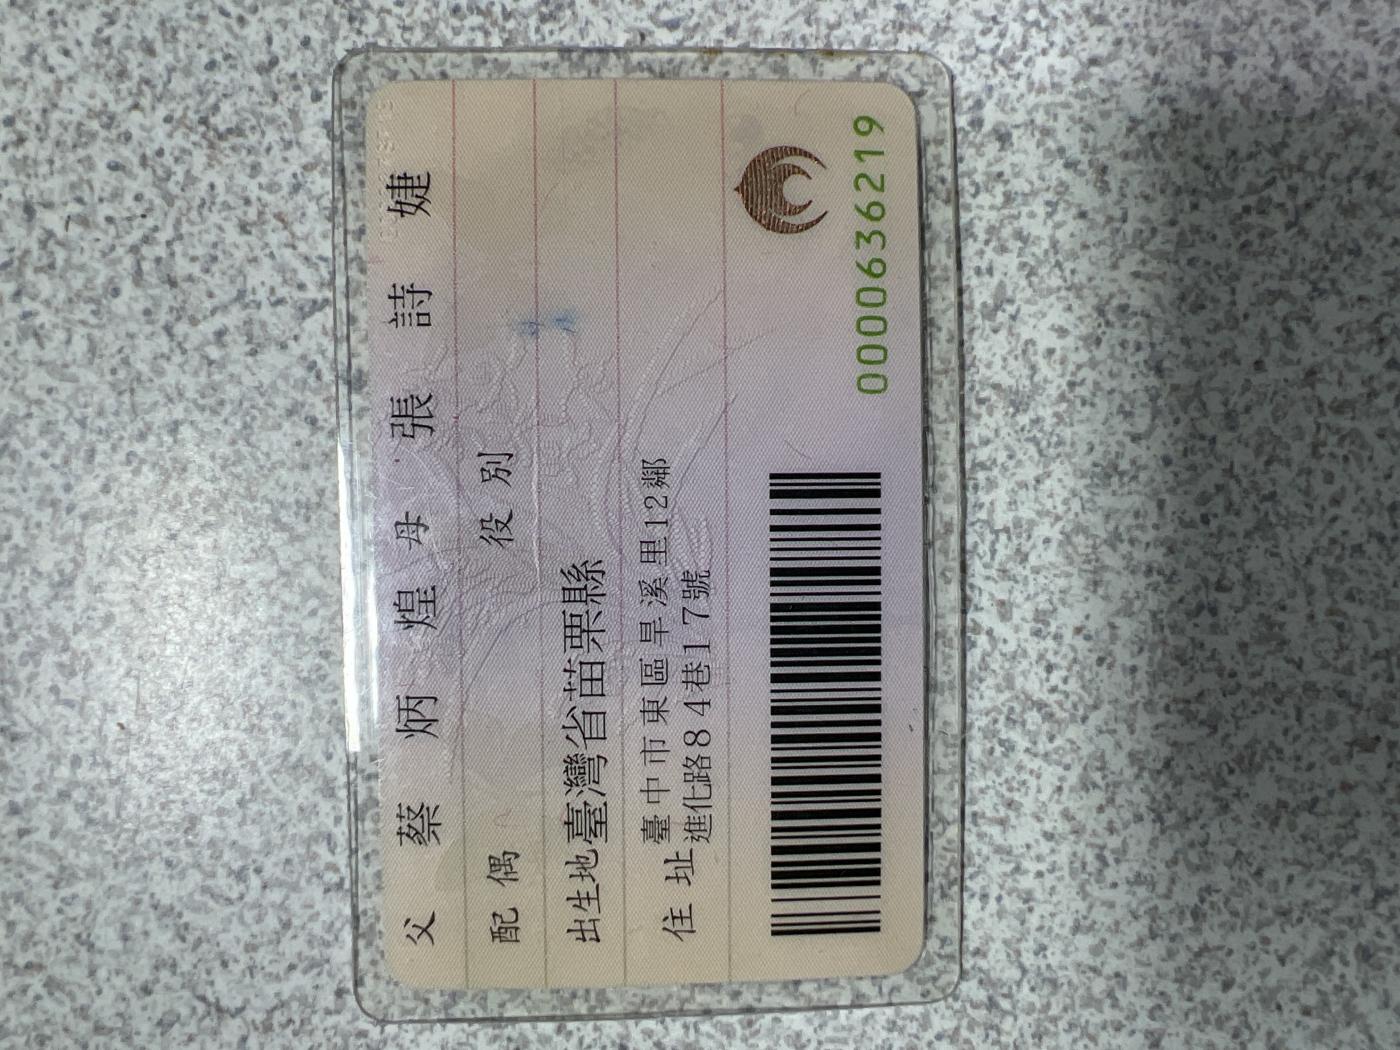 父 蔡炳煌 母 張詩婕
配偶 役別
出生地 臺灣省苗栗縣
住址 臺中市東區旱溪里12鄰
進化路84巷17號
0000636219